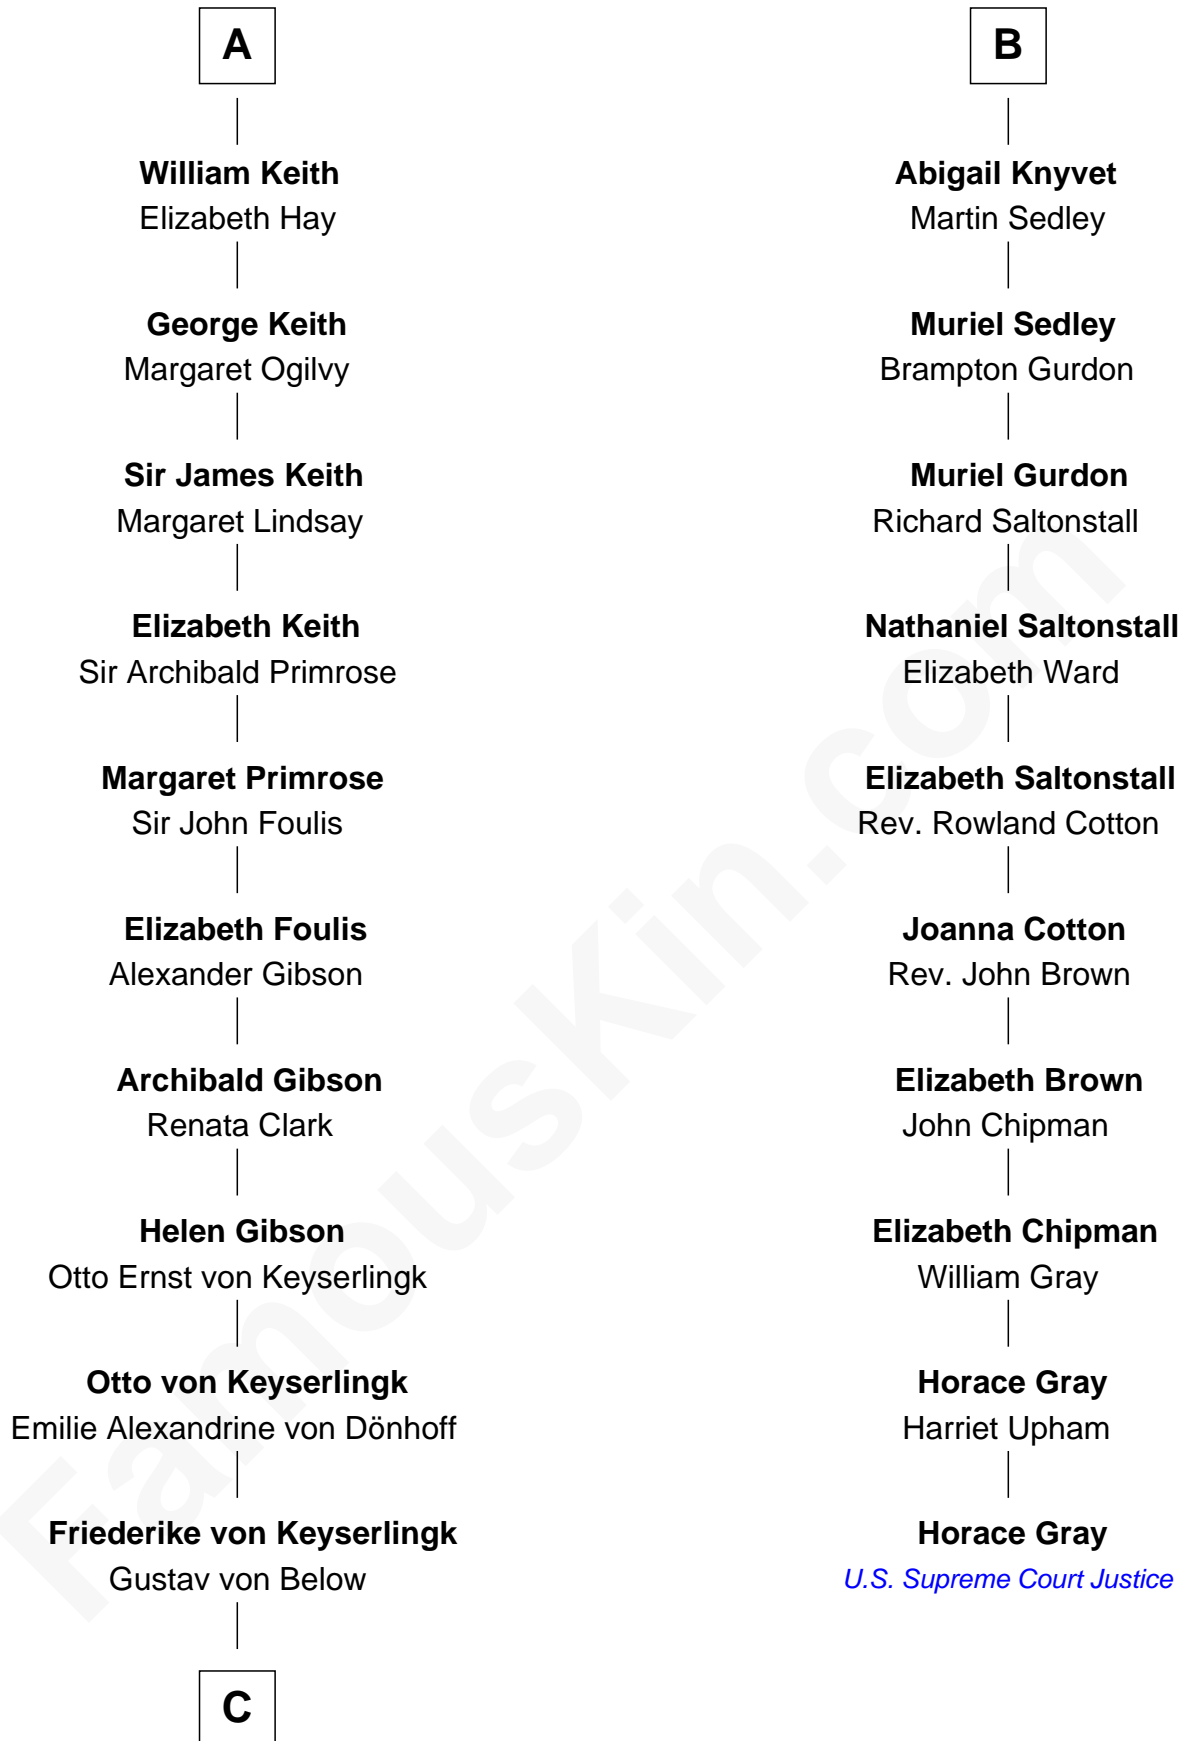 A
William Keith
Elizabeth Hay
George Keith
Margaret Ogilvy
Sir James Keith
Margaret Lindsay
Elizabeth Keith
Sir Archibald Primrose
Margaret Primrose
Sir John Foulis
Elizabeth Foulis
Alexander Gibson
Archibald Gibson
Renata Clark
Helen Gibson
Otto Ernst von Keyserlingk
Otto von Keyserlingk
Emilie Alexandrine von Dönhoff
Friederike von Keyserlingk
Gustav von Below
C
B
Abigail Knyvet
Martin Sedley
Muriel Sedley
Brampton Gurdon
Muriel Gurdon
Richard Saltonstall
Nathaniel Saltonstall
Elizabeth Ward
Elizabeth Saltonstall
Rev. Rowland Cotton
Joanna Cotton
Rev. John Brown
Elizabeth Brown
John Chipman
Elizabeth Chipman
William Gray
Horace Gray
Harriet Upham
Horace Gray
U.S. Supreme Court Justice
FamousKin.com